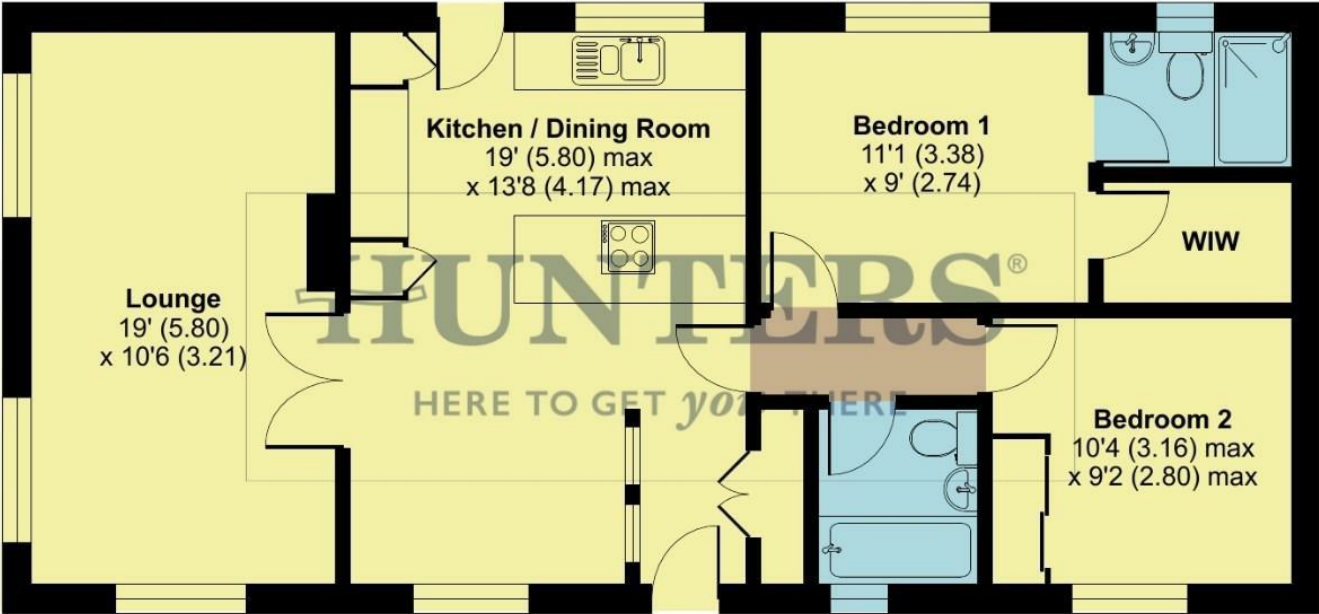 Kitchen / Dining Room
19' (5.80) max
x 13'8 (4.17) max
Bedroom 1
11'1 (3.38)
x 9' (2.74)
WIW
Lounge
19' (5.80)
x 10'6 (3.21)
HUNTERS®
HERE TO GET you THERE
Bedroom 2
10'4 (3.16) max
x 9'2 (2.80) max